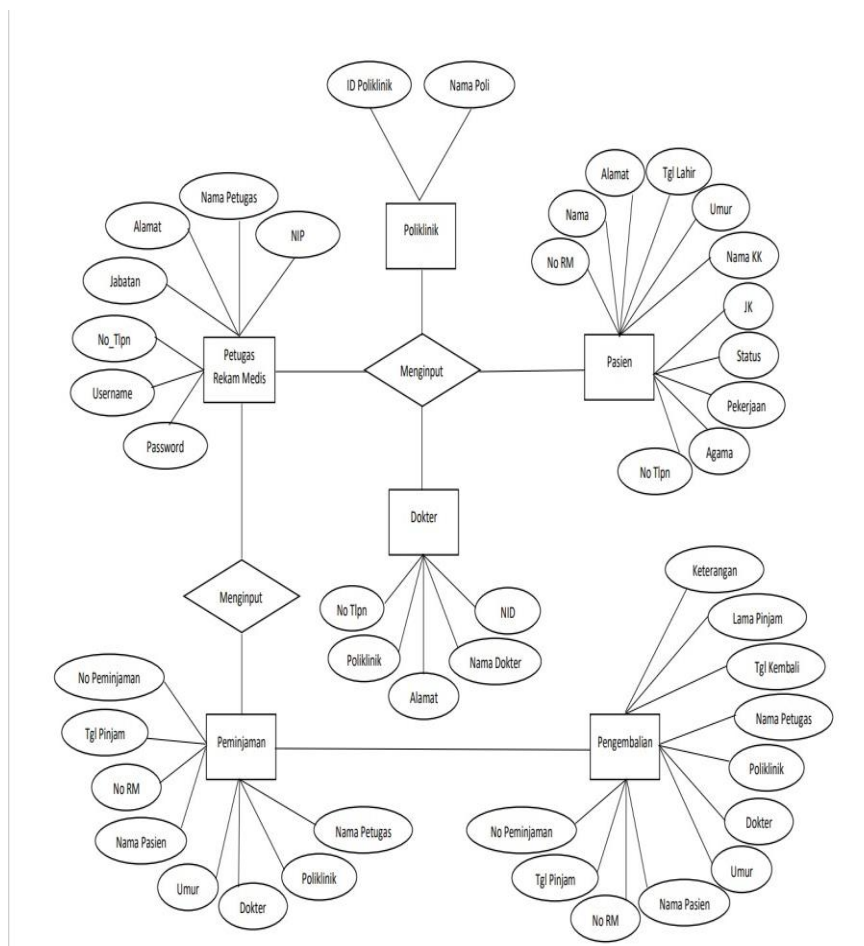 ID Poliklinik
Nama Poli
Poliklinik
Nama Petugas
Alamat
NIP
Jabatan
No_Tlpn
Username
Password
Petugas
Rekam Medis
Menginput
Alamat
Tgl Lahir
Nama
Umur
No RM
Nama KK
JK
Status
Pekerjaan
Agama
No Tlpn
Pasien
Dokter
No Tlpn
NID
Poliklinik
Nama Dokter
Alamat
Menginput
No Peminjaman
Tgl Pinjam
No RM
Nama Pasien
Umur
Dokter
Poliklinik
Nama Petugas
Peminjaman
Pengembalian
Keterangan
Lama Pinjam
Tgl Kembali
Nama Petugas
Poliklinik
Dokter
Umur
Nama Pasien
No RM
Tgl Pinjam
No Peminjaman